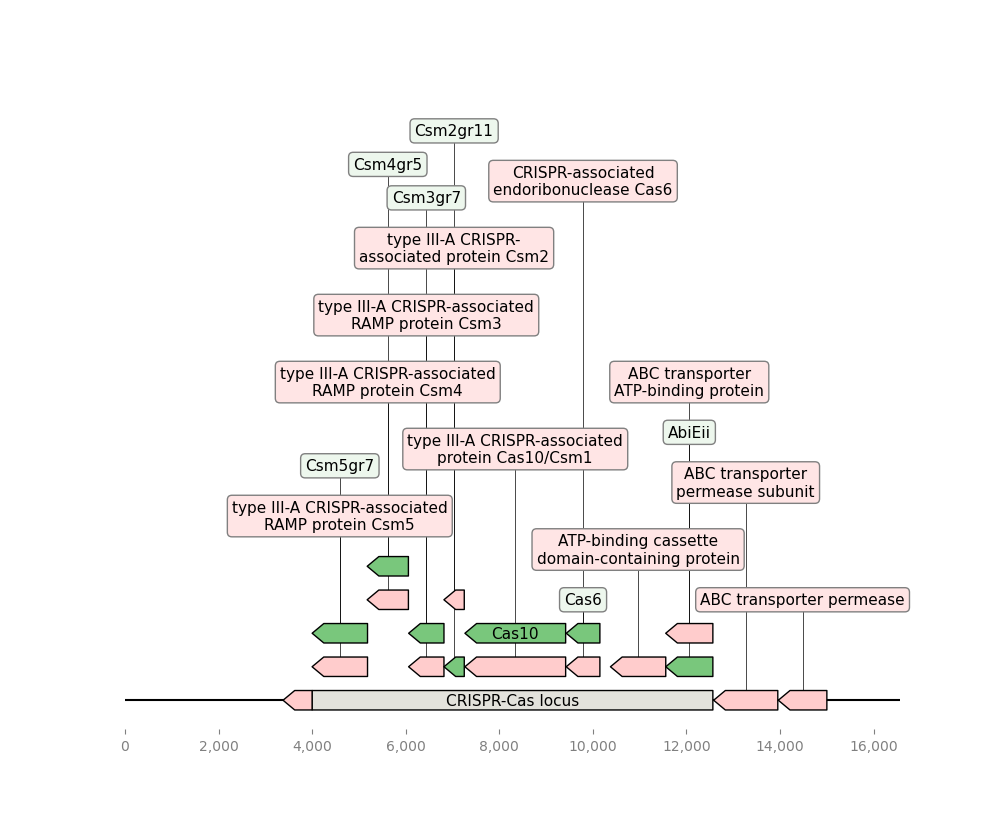 Csm2gr11
Csm4gr5
CRISPR-associated
endoribonuclease Cas6
Csm3gr7
type III-A CRISPR-
associated protein Csm2
type III-A CRISPR-associated
RAMP protein Csm3
type III-A CRISPR-associated
RAMP protein Csm4
ABC transporter
ATP-binding protein
AbiEii
type III-A CRISPR-associated
protein Cas10/Csm1
Csm5gr7
ABC transporter
permease subunit
type III-A CRISPR-associated
RAMP protein Csm5
ATP-binding cassette
domain-containing protein
Cas6
ABC transporter permease
Cas10
CRISPR-Cas locus
0 2,000 4,000 6,000 8,000 10,000 12,000 14,000 16,000